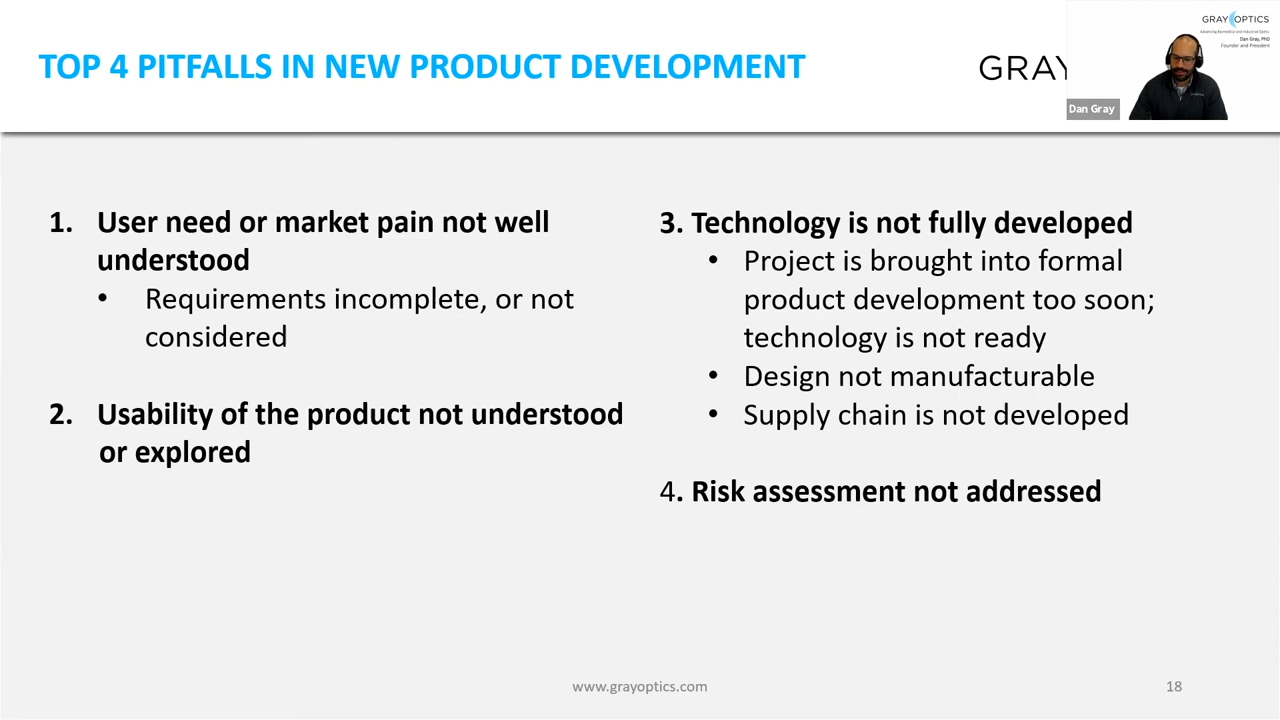 TOP 4 PITFALLS IN NEW PRODUCT DEVELOPMENT
GRAY
GRAY OPTICS
Advancing Biomedical and Industrial Optics
Dan Gray, PhD
Founder and President
Dan Gray
1. User need or market pain not well
understood
• Requirements incomplete, or not
considered
2. Usability of the product not understood
or explored
3. Technology is not fully developed
• Project is brought into formal
product development too soon;
technology is not ready
• Design not manufacturable
• Supply chain is not developed
4. Risk assessment not addressed
www.grayoptics.com
18